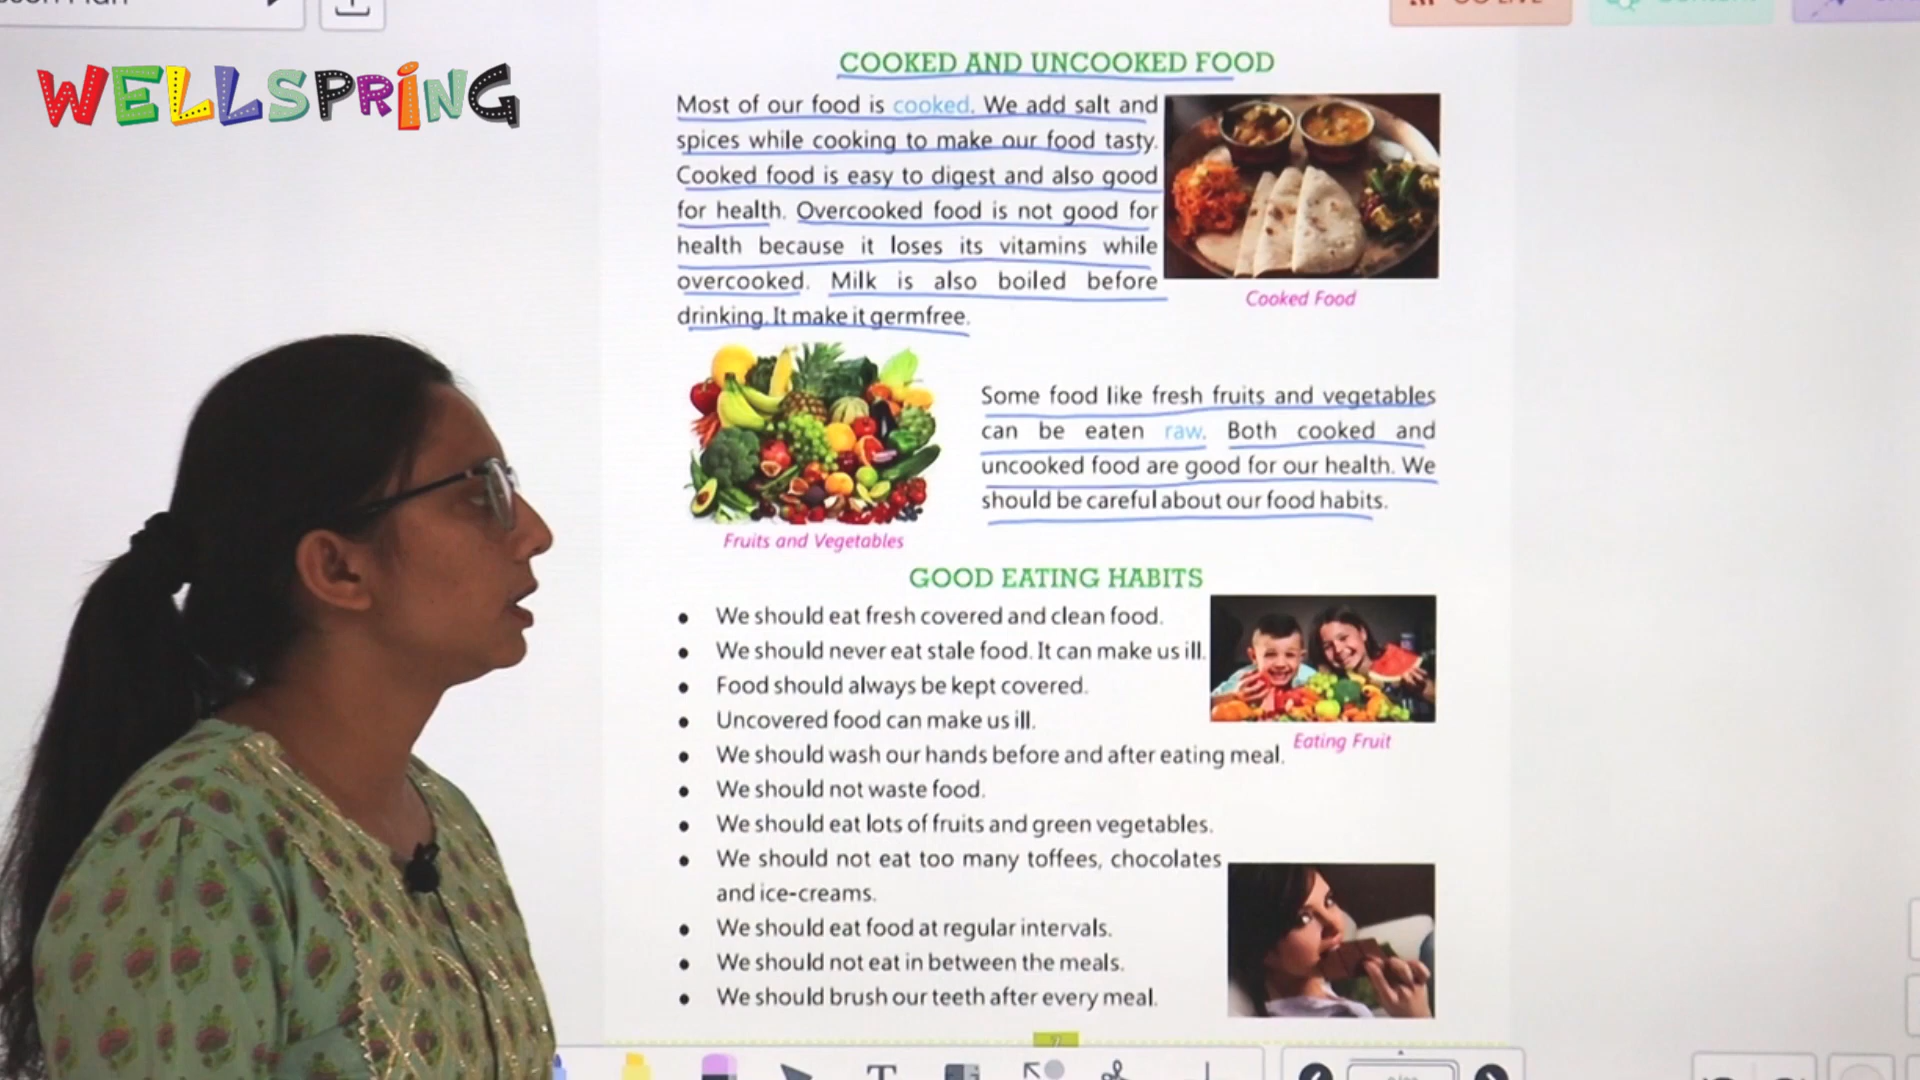 WELLSPRING
COOKED AND UNCOOKED FOOD
Most of our food is cooked. We add salt and
spices while cooking to make our food tasty.
Cooked food is easy to digest and also good
for health. Overcooked food is not good for
health because it loses its vitamins while
overcooked. Milk is also boiled before
drinking. It make it germfree.
Cooked Food
Some food like fresh fruits and vegetables
can be eaten raw. Both cooked and
uncooked food are good for our health. We
should be careful about our food habits.
Fruits and Vegetables
GOOD EATING HABITS
• We should eat fresh covered and clean food.
• We should never eat stale food. It can make us ill.
• Food should always be kept covered.
• Uncovered food can make us ill.
Eating Fruit
• We should wash our hands before and after eating meal.
• We should not waste food.
• We should eat lots of fruits and green vegetables.
• We should not eat too many toffees, chocolates
and ice-creams.
• We should eat food at regular intervals.
• We should not eat in between the meals.
• We should brush our teeth after every meal.